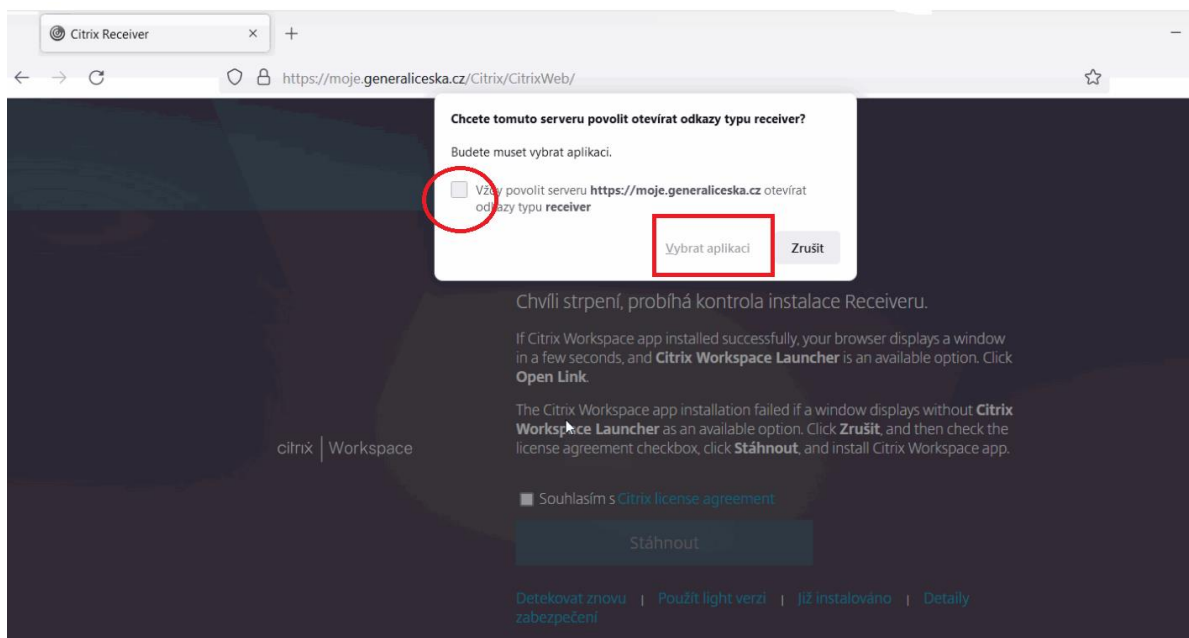 Citrix Receiver
https://moje.generaliceska.cz/Citrix/CitrixWeb/
Chcete tomuto serveru povolit otevírat odkazy typu receiver?
Budete muset vybrat aplikaci.
Vždy povolit serveru https://moje.generaliceska.cz otevírat
odkazy typu receiver
Vybrat aplikaci
Zrušit
Chvíli strpení, probíhá kontrola instalace Receiveru.
If Citrix Workspace app installed successfully, your browser displays a window
in a few seconds, and Citrix Workspace Launcher is an available option. Click
Open Link.
The Citrix Workspace app installation failed if a window displays without Citrix
Workspace Launcher as an available option. Click Zrušit, and then check the
license agreement checkbox, click Stáhnout, and install Citrix Workspace app.
citrix | Workspace
Souhlasím s Citrix license agreement
Stáhnout
Detekovat znovu | Použít light verzi | Již instalováno | Detaily
zabezpečení